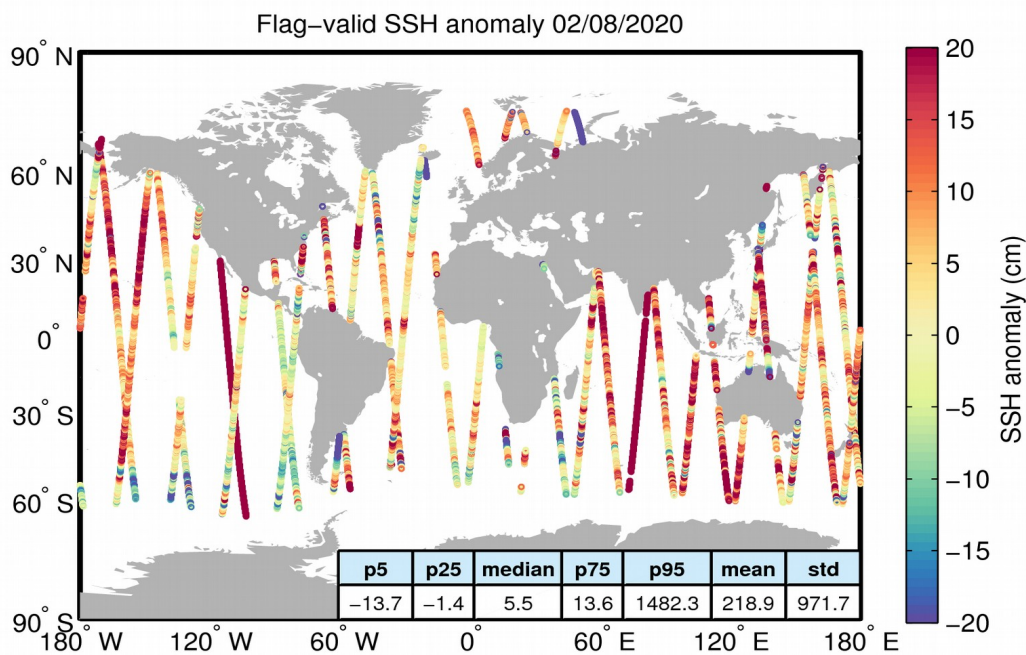 Flag−valid SSH anomaly 02/08/2020
90° N
60° N
30° N
0°
30° S
60° S
90° S
180° W
120° W
60° W
0°
60° E
120° E
180° E
p5 p25 median p75 p95 mean std
−13.7 −1.4 5.5 13.6 1482.3 218.9 971.7
20
15
10
5
0
−5
−10
−15
−20
SSH anomaly (cm)